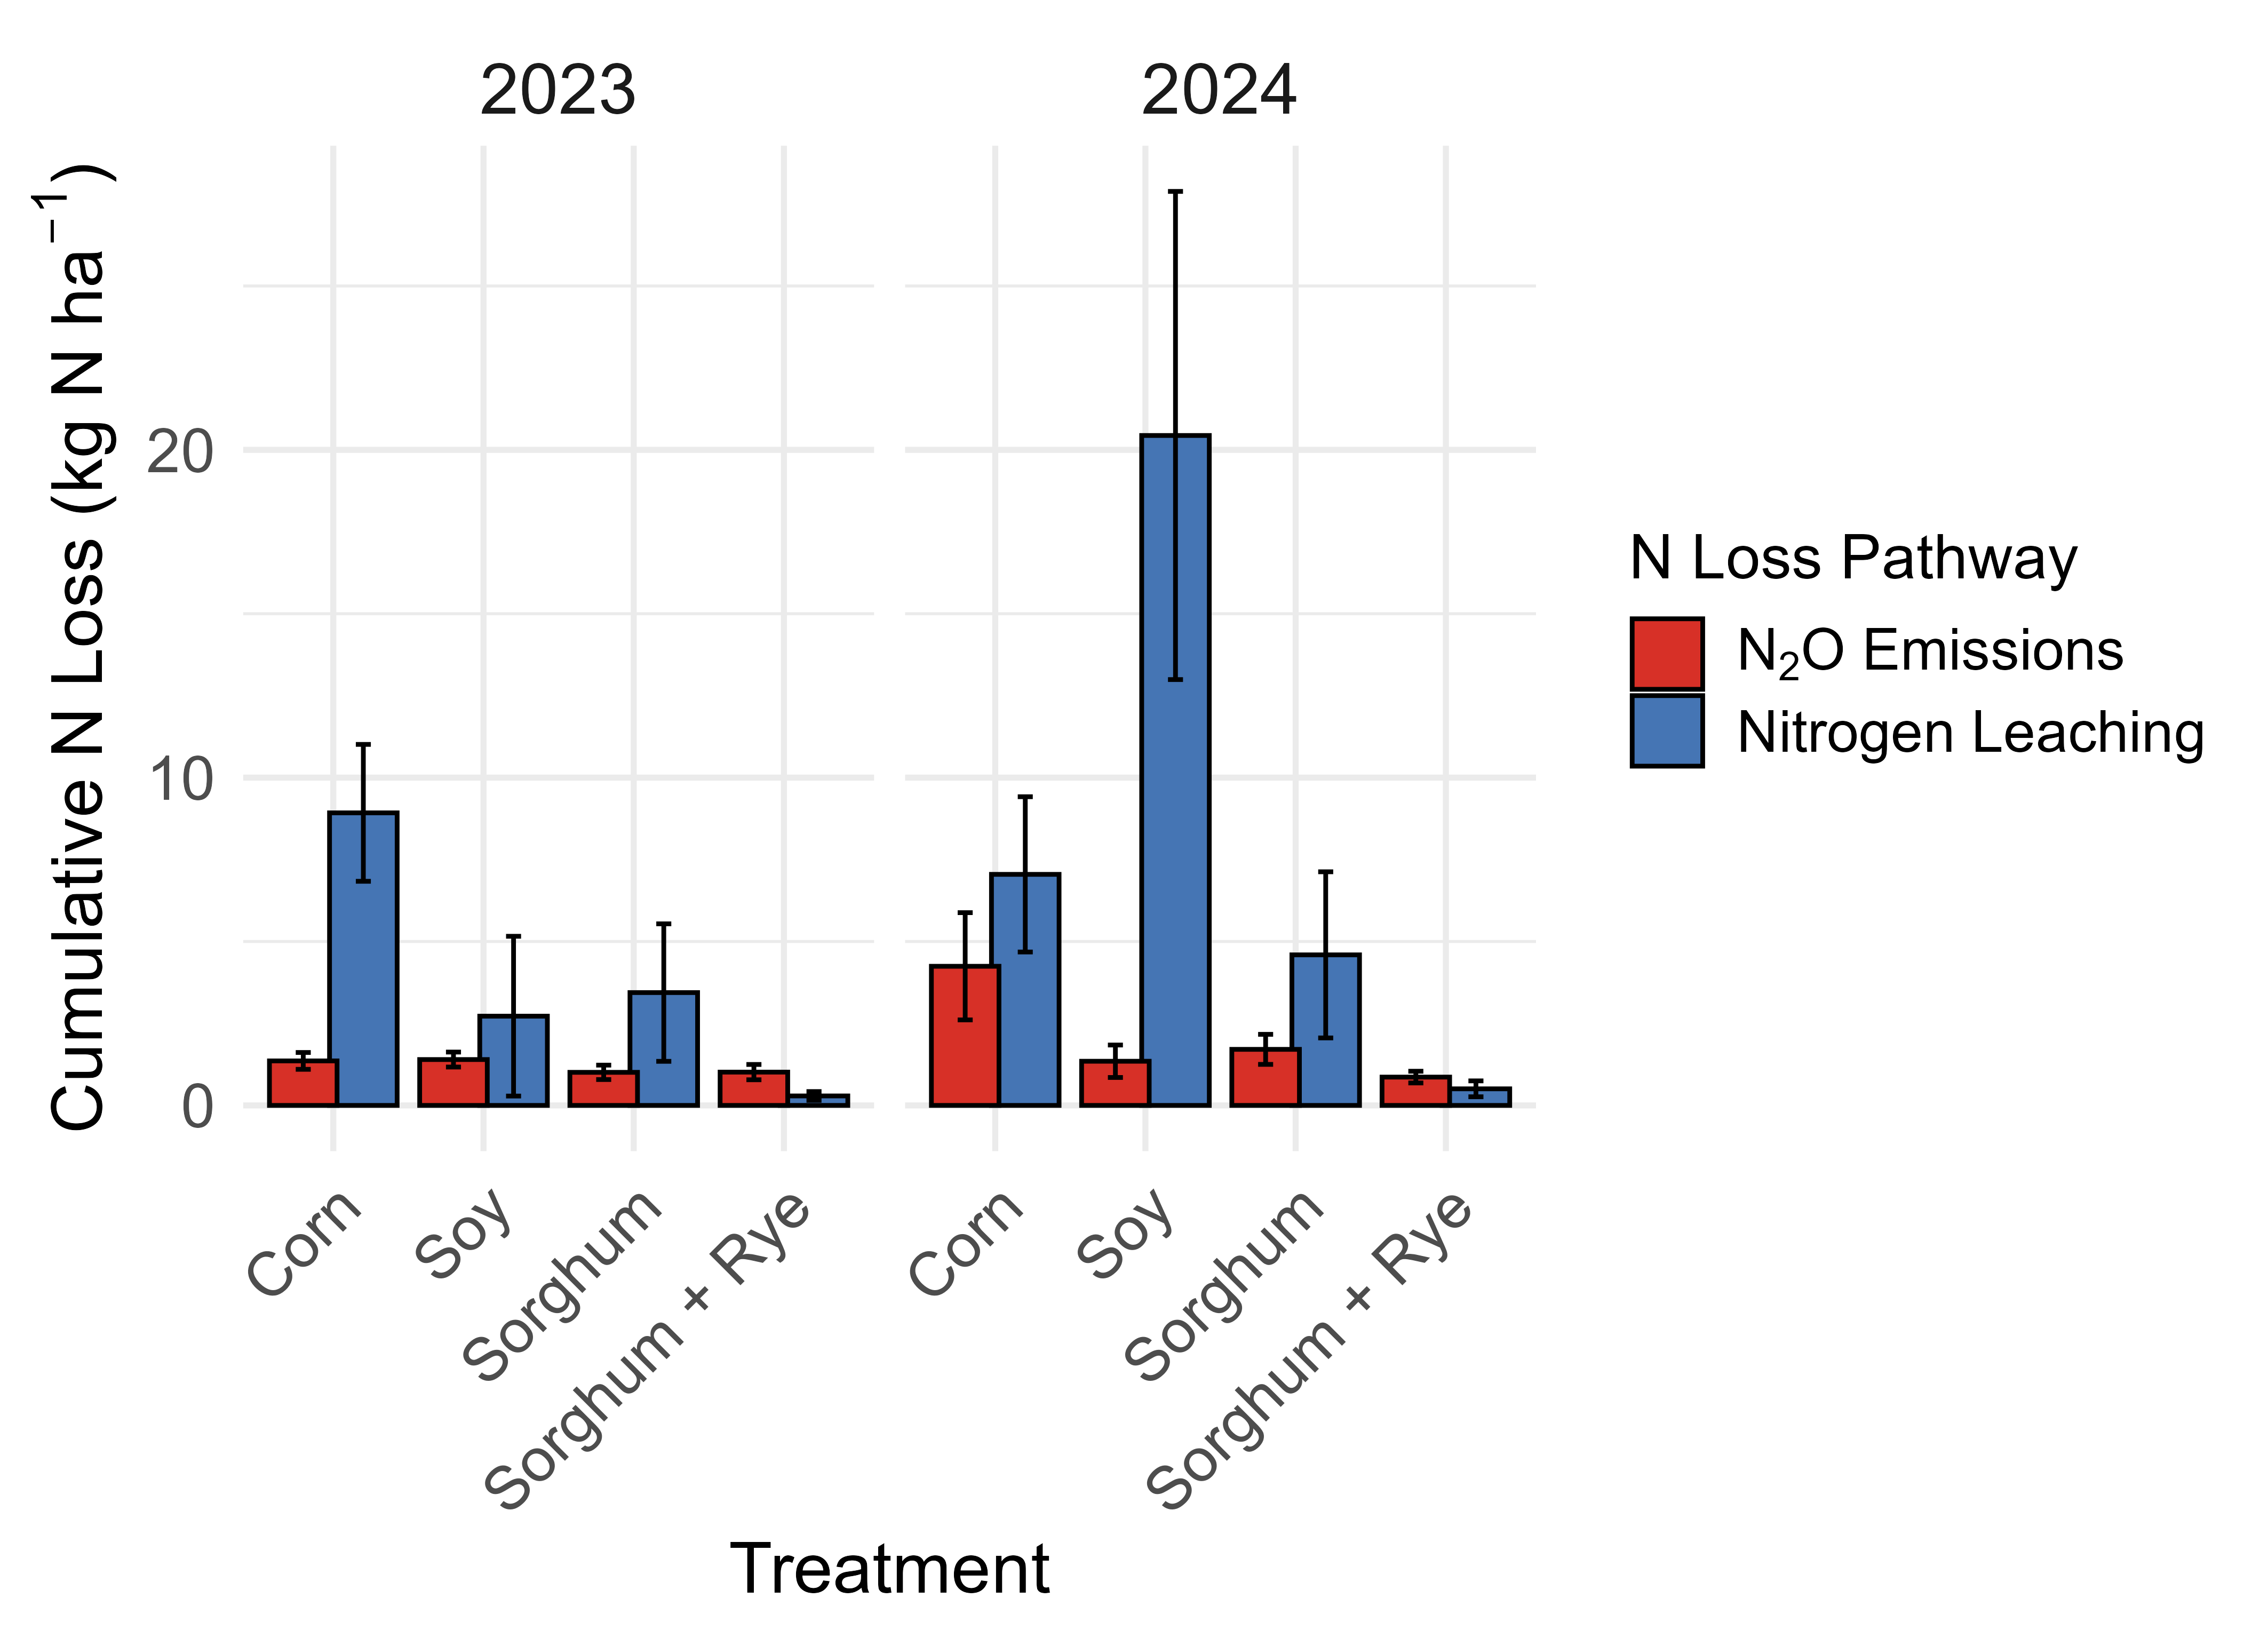 2023
2024
Cumulative N Loss (kg N ha⁻¹)
20
10
0
Corn
Soy
Sorghum
Sorghum + Rye
Corn
Soy
Sorghum
Sorghum + Rye
Treatment
N Loss Pathway
N₂O Emissions
Nitrogen Leaching